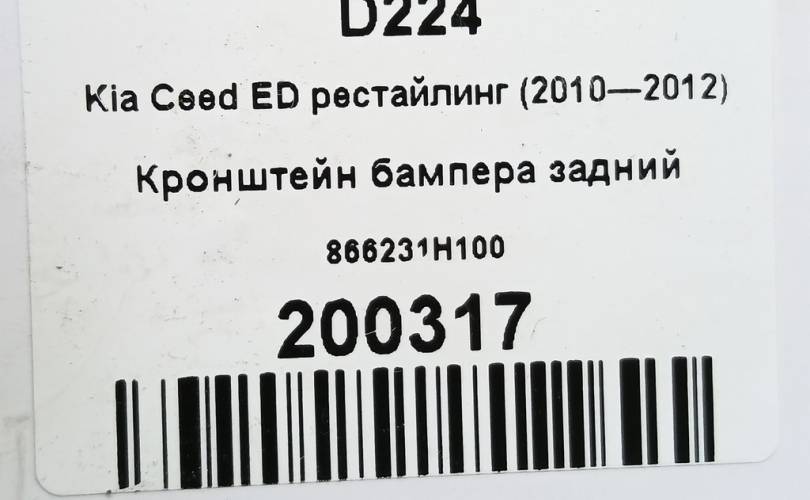 D224
Kia Ceed ED рестайлинг (2010—2012)
Кронштейн бампера задний
866231H100
200317